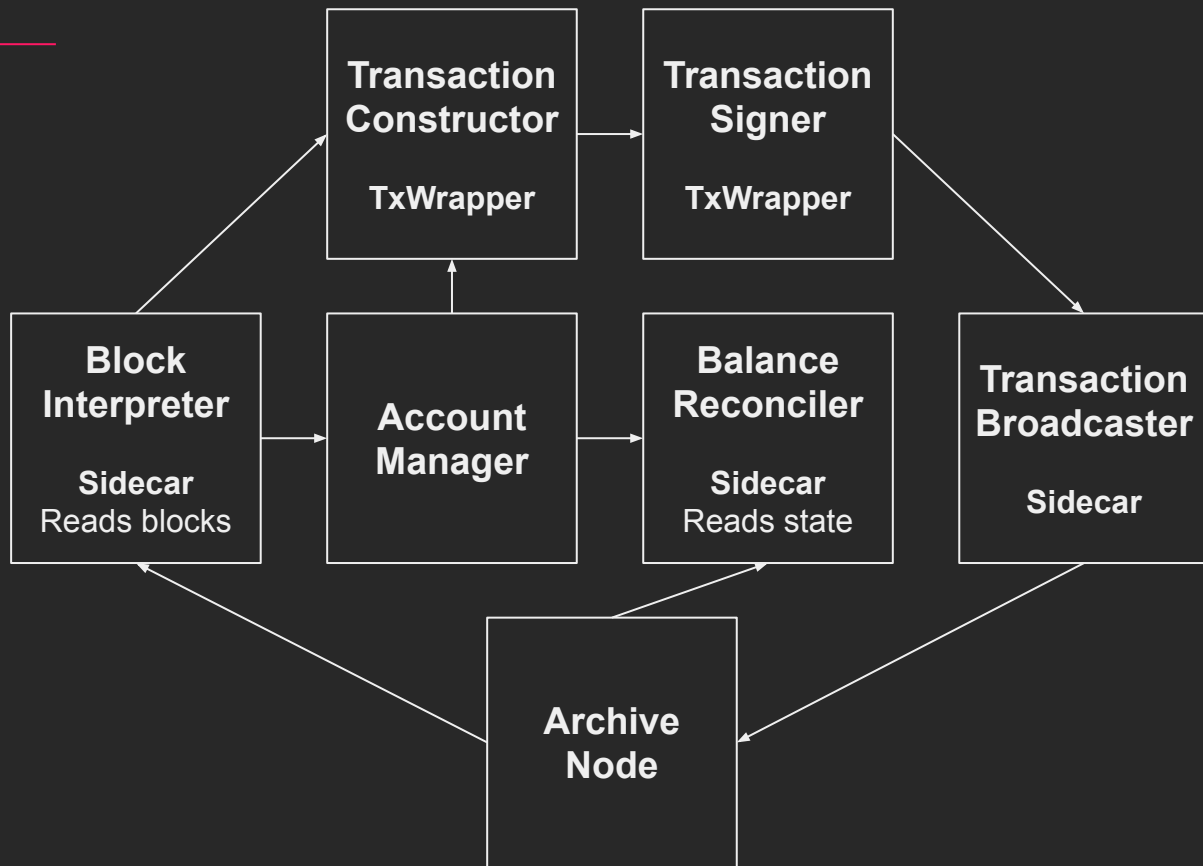 Transaction
Constructor
TxWrapper
Transaction
Signer
TxWrapper
Block
Interpreter
Sidecar
Reads blocks
Account
Manager
Balance
Reconciler
Sidecar
Reads state
Transaction
Broadcaster
Sidecar
Archive
Node